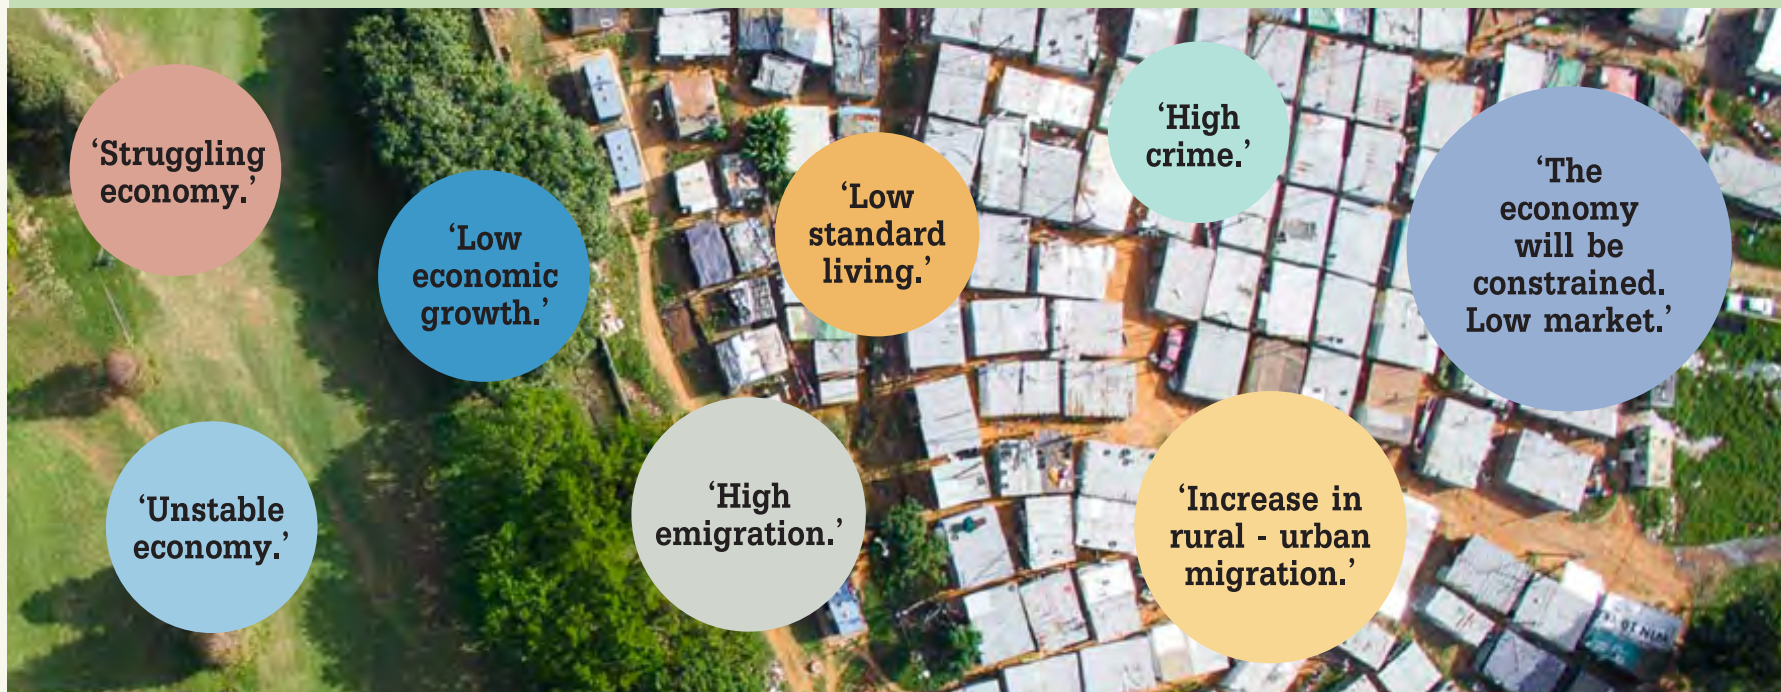 ‘Struggling
economy.’
‘Low
economic
growth.’
‘Low
standard
living.’
‘High
crime.’
‘The
economy
will be
constrained.
Low market.’
‘Unstable
economy.’
‘High
emigration.’
‘Increase in
rural - urban
migration.’